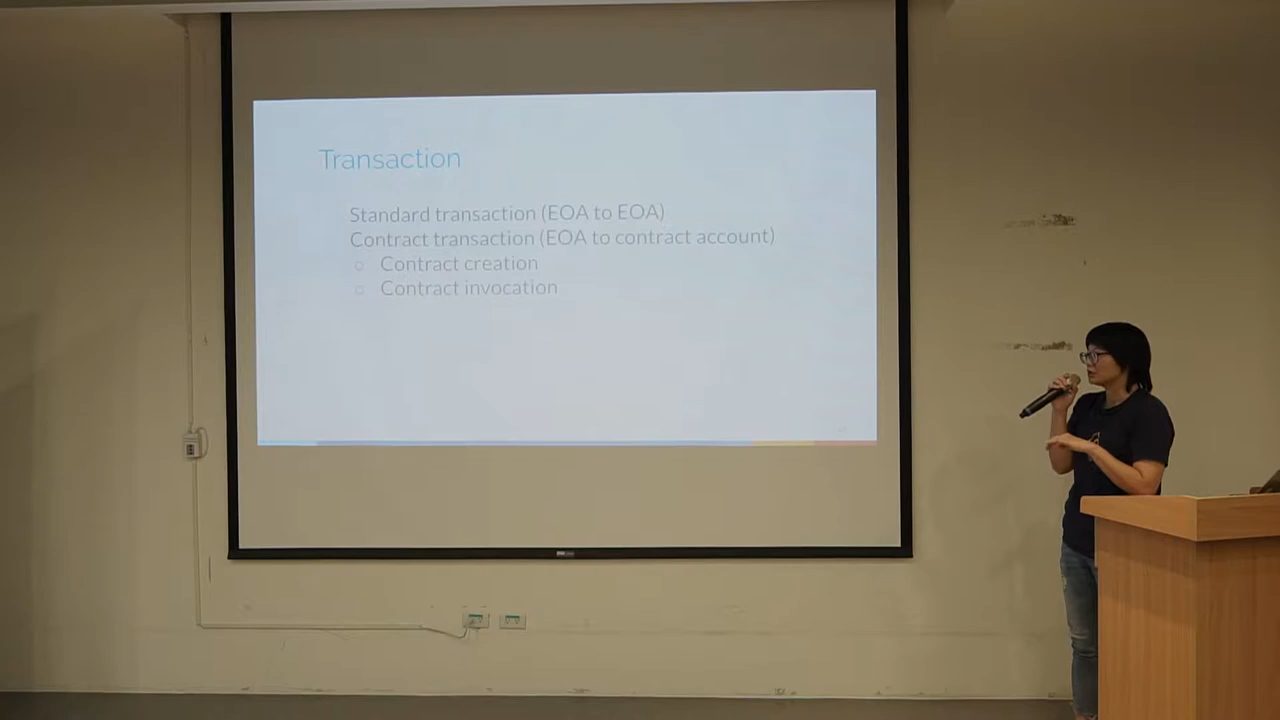 Transaction
Standard transaction (EOA to EOA)
Contract transaction (EOA to contract account)
○ Contract creation
○ Contract invocation